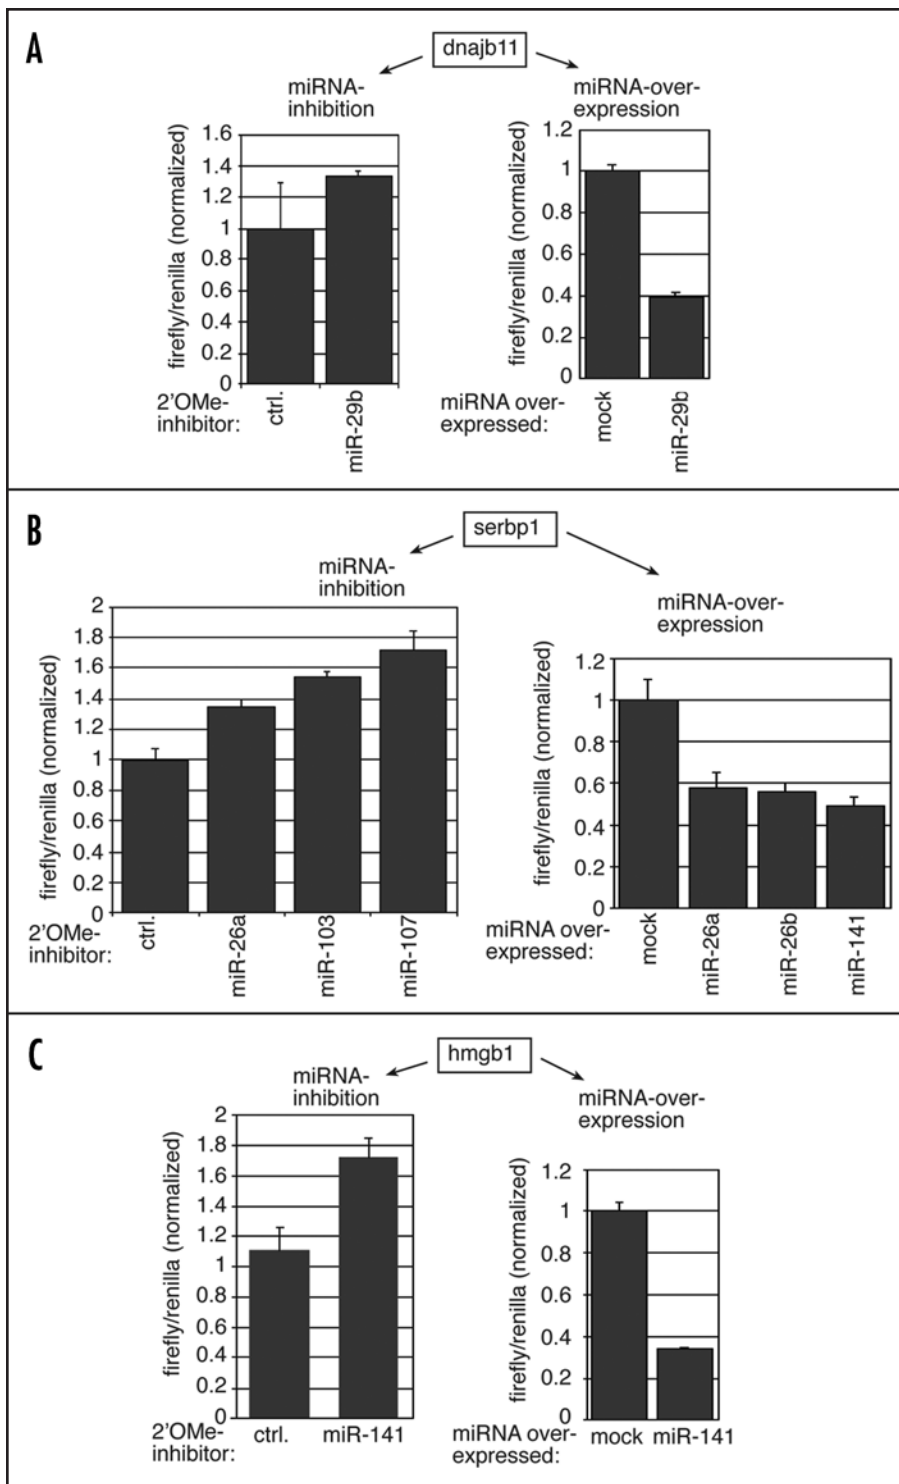 A
dnajb11
miRNA-
inhibition
miRNA-over-
expression
firefly/renilla (normalized)
1.6
1.4
1.2
1
0.8
0.6
0.4
0.2
0
2'OMe-
inhibitor:
ctrl.
miR-29b
firefly/renilla (normalized)
1.2
1
0.8
0.6
0.4
0.2
0
miRNA over-
expressed:
mock
miR-29b
B
serbp1
miRNA-
inhibition
miRNA-over-
expression
firefly/renilla (normalized)
2
1.8
1.6
1.4
1.2
1
0.8
0.6
0.4
0.2
0
2'OMe-
inhibitor:
ctrl.
miR-26a
miR-103
miR-107
firefly/renilla (normalized)
1.2
1
0.8
0.6
0.4
0.2
0
miRNA over-
expressed:
mock
miR-26a
miR-26b
miR-141
C
hmgb1
miRNA-
inhibition
miRNA-over-
expression
firefly/renilla (normalized)
2
1.8
1.6
1.4
1.2
1
0.8
0.6
0.4
0.2
0
2'OMe-
inhibitor:
ctrl.
miR-141
firefly/renilla (normalized)
1.2
1
0.8
0.6
0.4
0.2
0
miRNA over-
expressed:
mock
miR-141